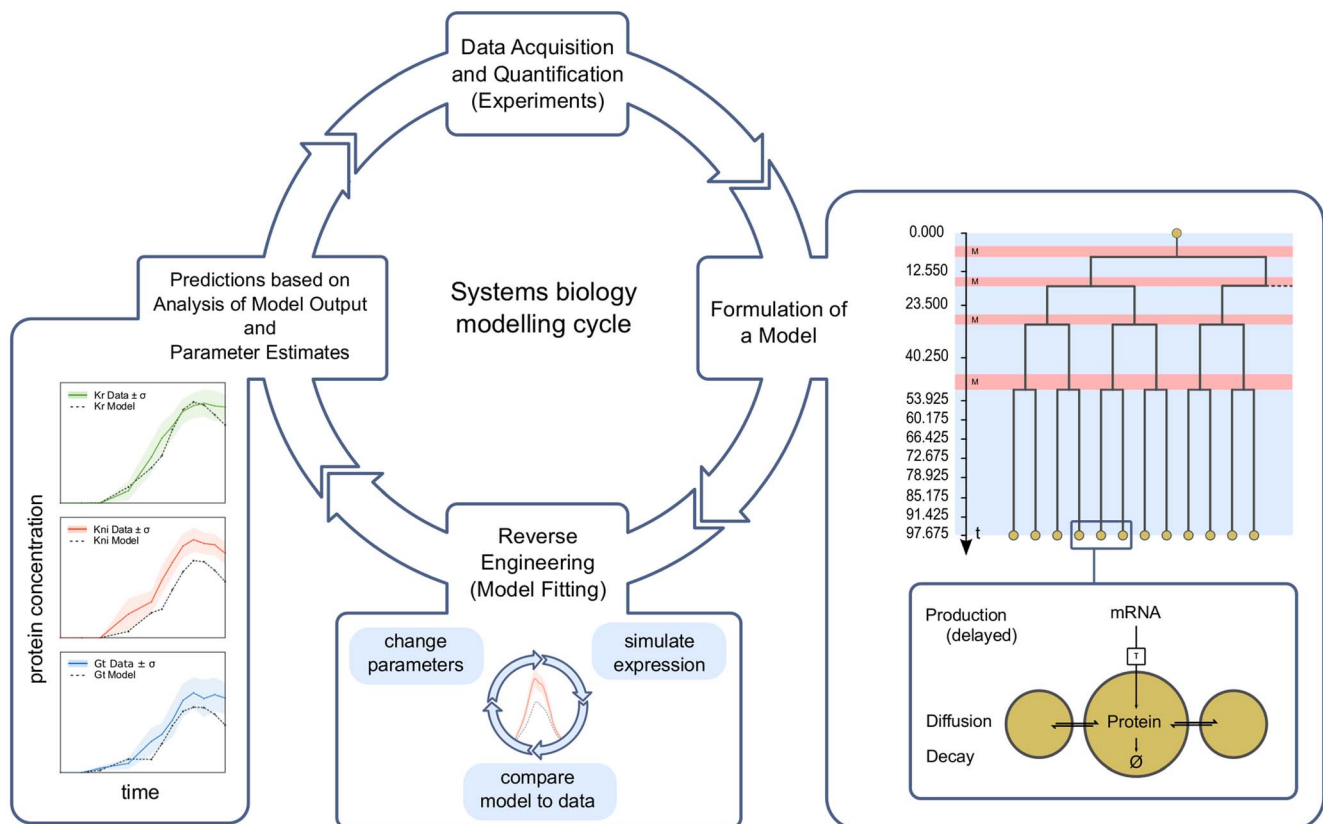 Data Acquisition
and Quantification
(Experiments)
Systems biology
modelling cycle
Formulation of
a Model
0.000
12.550
23.500
40.250
53.925
60.175
66.425
72.675
78.925
85.175
91.425
97.675
M
M
M
M
t
Production
(delayed)
mRNA
T
Diffusion
Protein
Decay
Ø
Reverse
Engineering
(Model Fitting)
change
parameters
simulate
expression
compare
model to data
Predictions based on
Analysis of Model Output
and
Parameter Estimates
protein concentration
Kr Data ± σ
Kr Model
Kni Data ± σ
Kni Model
Gt Data ± σ
Gt Model
time